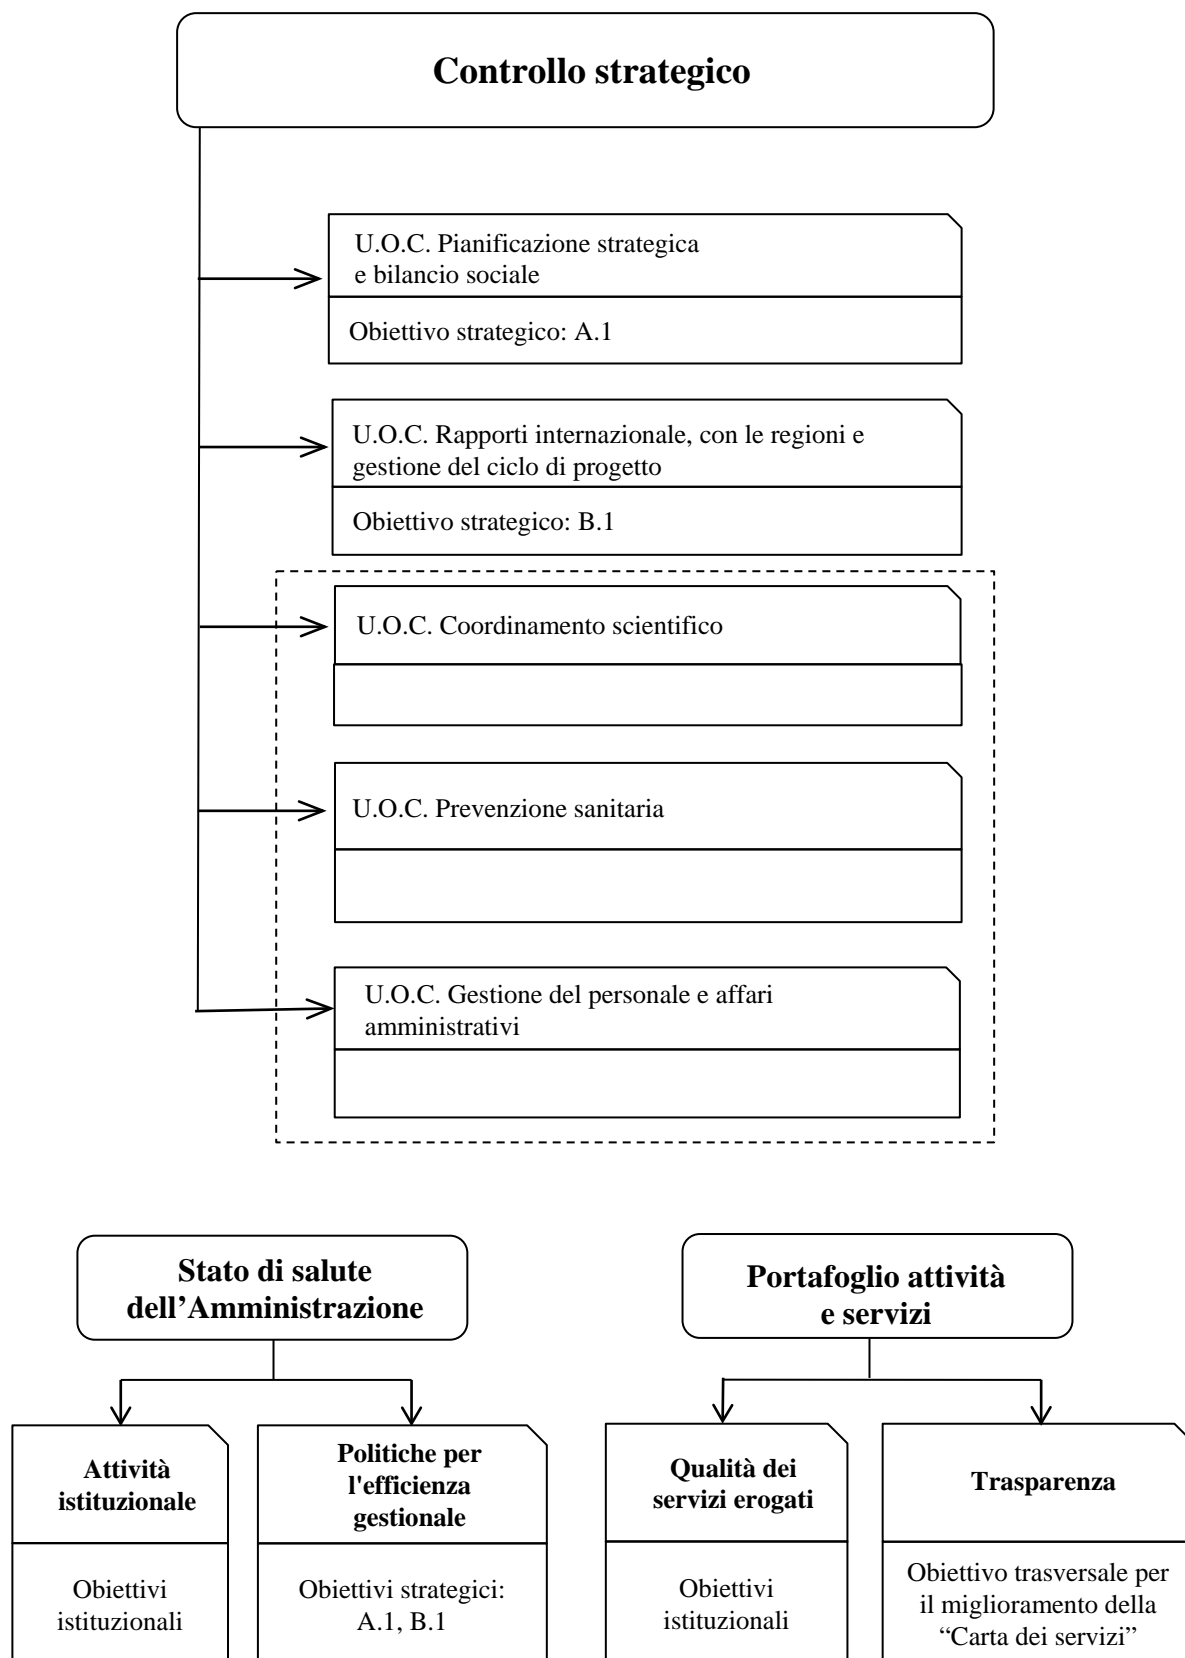 Controllo strategico
U.O.C. Pianificazione strategica
e bilancio sociale
Obiettivo strategico: A.1
U.O.C. Rapporti internazionale, con le regioni e
gestione del ciclo di progetto
Obiettivo strategico: B.1
U.O.C. Coordinamento scientifico
U.O.C. Prevenzione sanitaria
U.O.C. Gestione del personale e affari
amministrativi
Stato di salute
dell’Amministrazione
Attività
istituzionale
Obiettivi
istituzionali
Politiche per
l'efficienza
gestionale
Obiettivi strategici:
A.1, B.1
Portafoglio attività
e servizi
Qualità dei
servizi erogati
Obiettivi
istituzionali
Trasparenza
Obiettivo trasversale per
il miglioramento della
“Carta dei servizi”